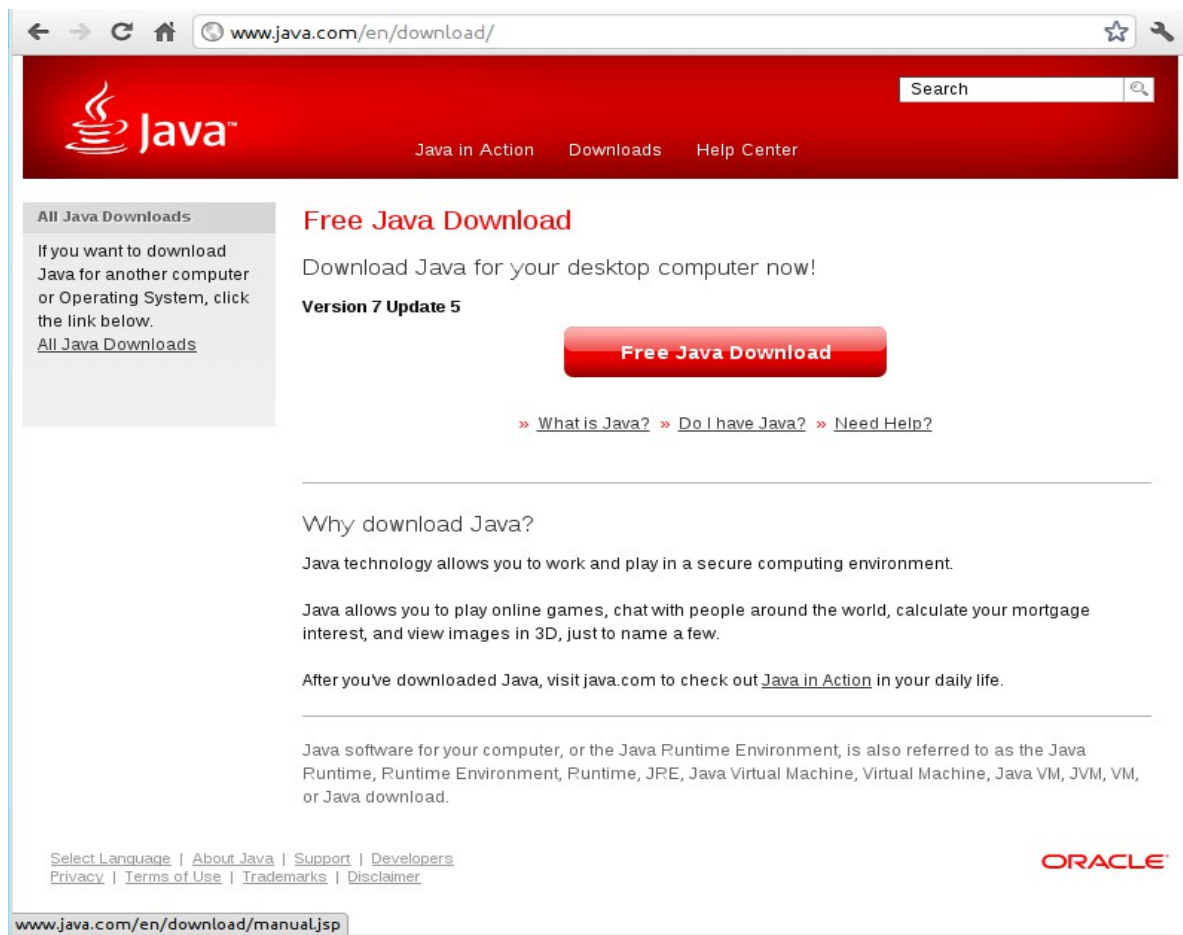 www.java.com/en/download/
Search
Java™
Java in Action Downloads Help Center
All Java Downloads
If you want to download
Java for another computer
or Operating System, click
the link below.
All Java Downloads
Free Java Download
Download Java for your desktop computer now!
Version 7 Update 5
Free Java Download
» What is Java? » Do I have Java? » Need Help?
Why download Java?
Java technology allows you to work and play in a secure computing environment.
Java allows you to play online games, chat with people around the world, calculate your mortgage
interest, and view images in 3D, just to name a few.
After you've downloaded Java, visit java.com to check out Java in Action in your daily life.
Java software for your computer, or the Java Runtime Environment, is also referred to as the Java
Runtime, Runtime Environment, Runtime, JRE, Java Virtual Machine, Virtual Machine, Java VM, JVM, VM,
or Java download.
Select Language | About Java | Support | Developers
Privacy | Terms of Use | Trademarks | Disclaimer
ORACLE
www.java.com/en/download/manual.jsp